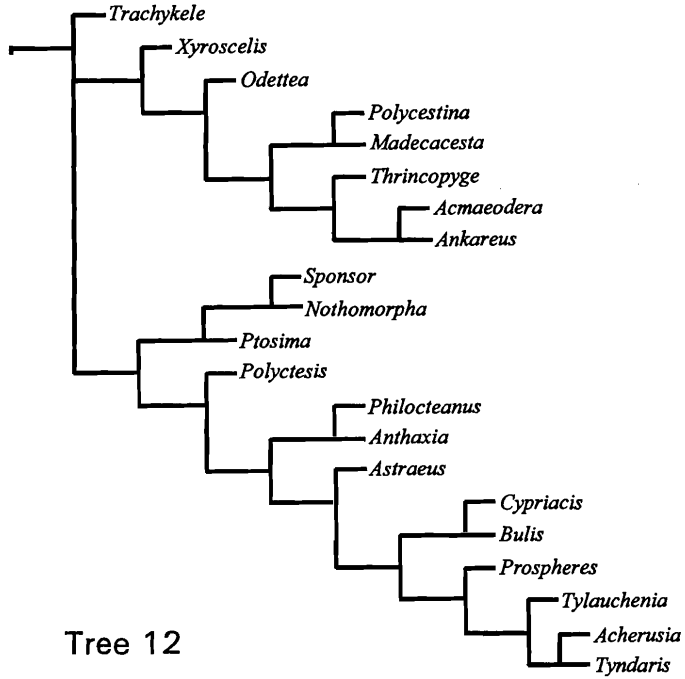 Trachykele
Xyroscelis
Odettea
Polycestina
Madecacesta
Thrincopyge
Acmaeodera
Ankareus
Sponsor
Nothomorpha
Ptosima
Polyctesis
Philocteanus
Anthaxia
Astraeus
Cypriacis
Bulis
Prospheres
Tylauchenia
Acherusia
Tyndaris
Tree 12